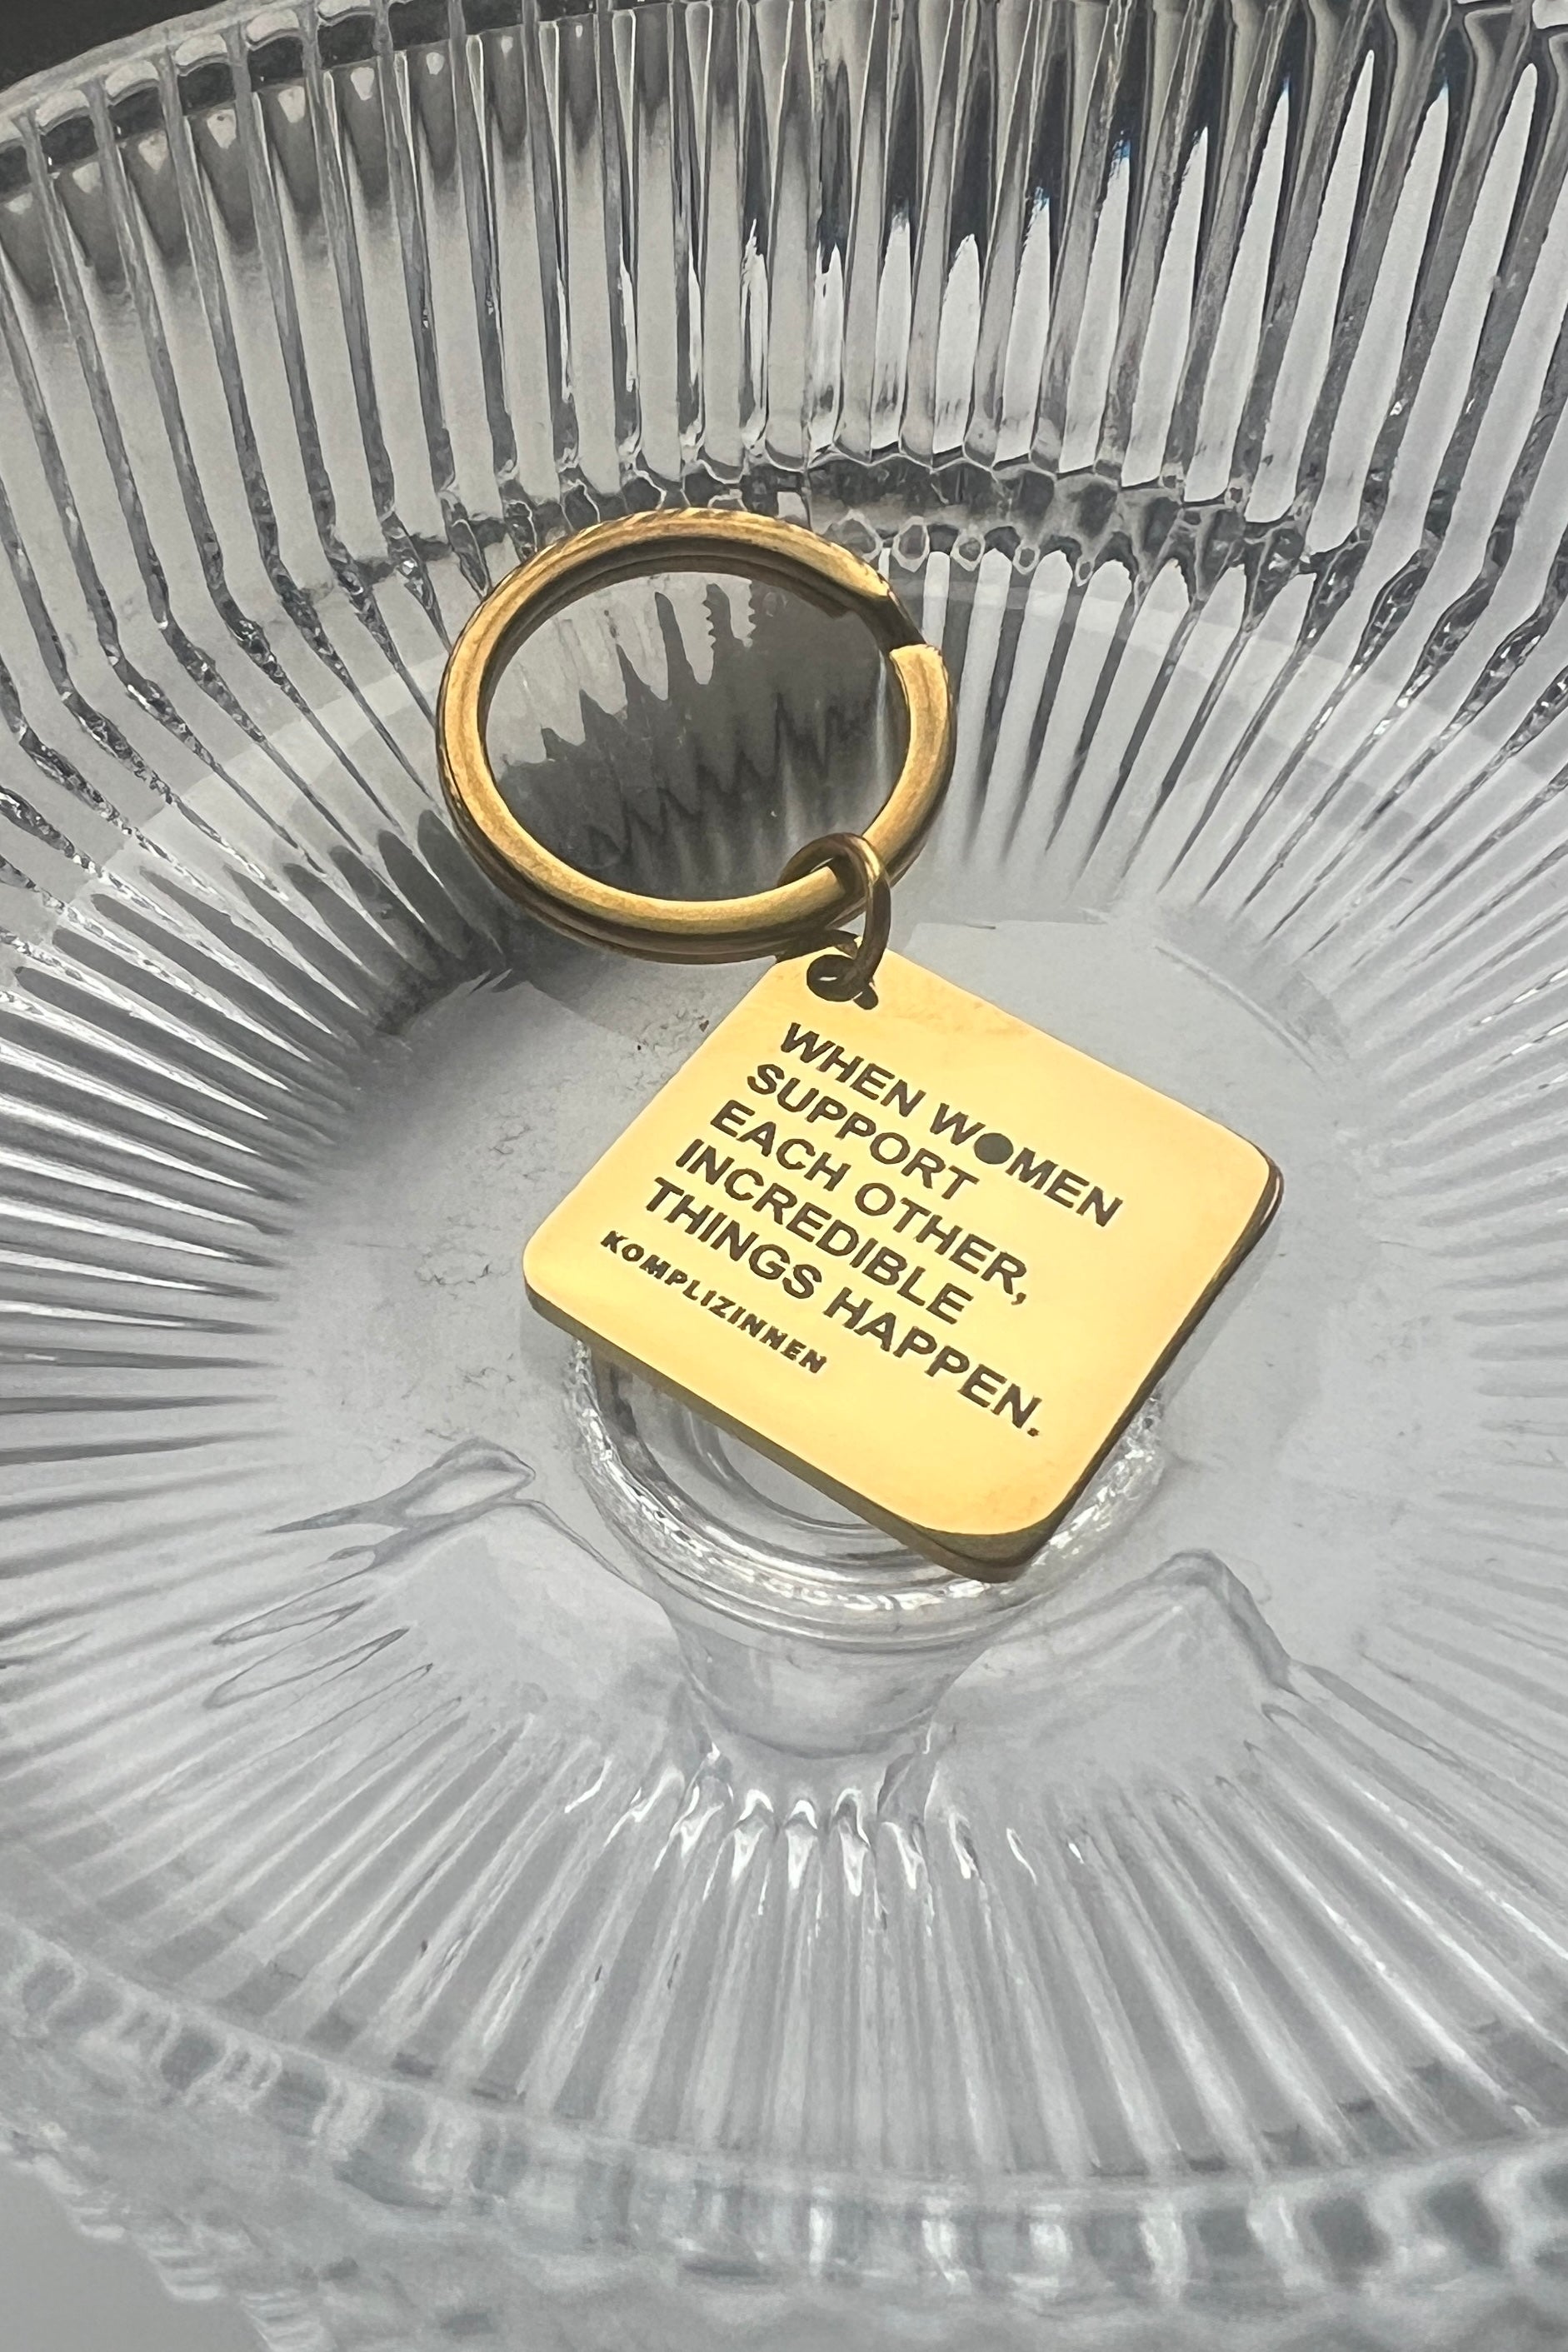 WHEN WOMEN
SUPPORT
EACH OTHER,
INCREDIBLE
THINGS HAPPEN.
KOMPLIZINNEN